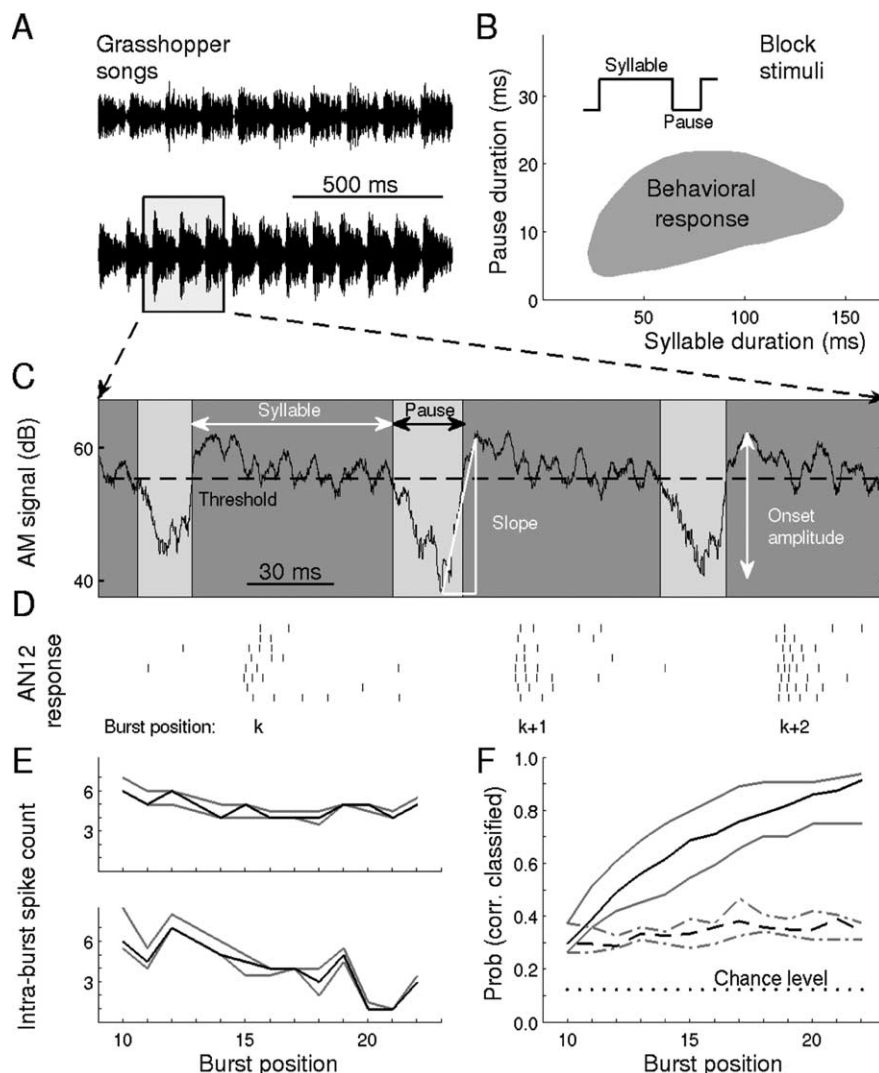 A
Grasshopper
songs
500 ms
B
Block
stimuli
Syllable
Pause
Behavioral
response
Pause duration (ms)
30
20
10
0
50
100
150
Syllable duration (ms)
C
Syllable
Pause
Threshold
Slope
Onset
amplitude
30 ms
AM signal (dB)
60
40
D
AN12
response
Burst position:
k
k+1
k+2
E
Intra-burst spike count
6
3
6
3
10
15
20
Burst position
F
Prob (corr. classified)
1.0
0.8
0.6
0.4
0.2
0.0
Chance level
10
15
20
Burst position